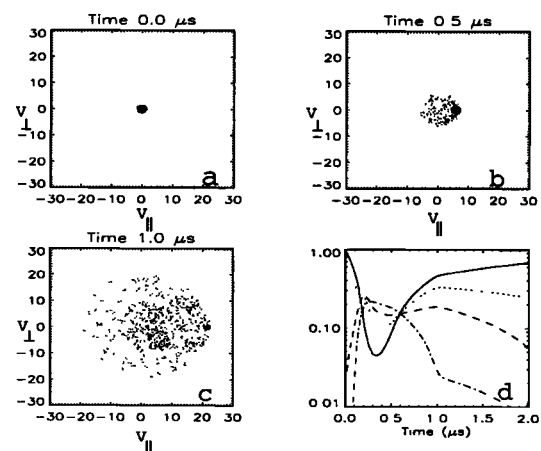 Time 0.0 μs
30
20
10
V⊥ 0
−10
−20
−30
a
−30−20−10 0 10 20 30
V∥
Time 0 5 μs
30
20
10
V⊥ 0
−10
−20
−30
b
−30−20−10 0 10 20 30
V∥
Time 1.0 μs
30
20
10
V⊥ 0
−10
−20
−30
c
−30−20−10 0 10 20 30
V∥
1.00
0.10
0 01
d
0.0 0 5 1.0 1.5 2.0
Time (μs)